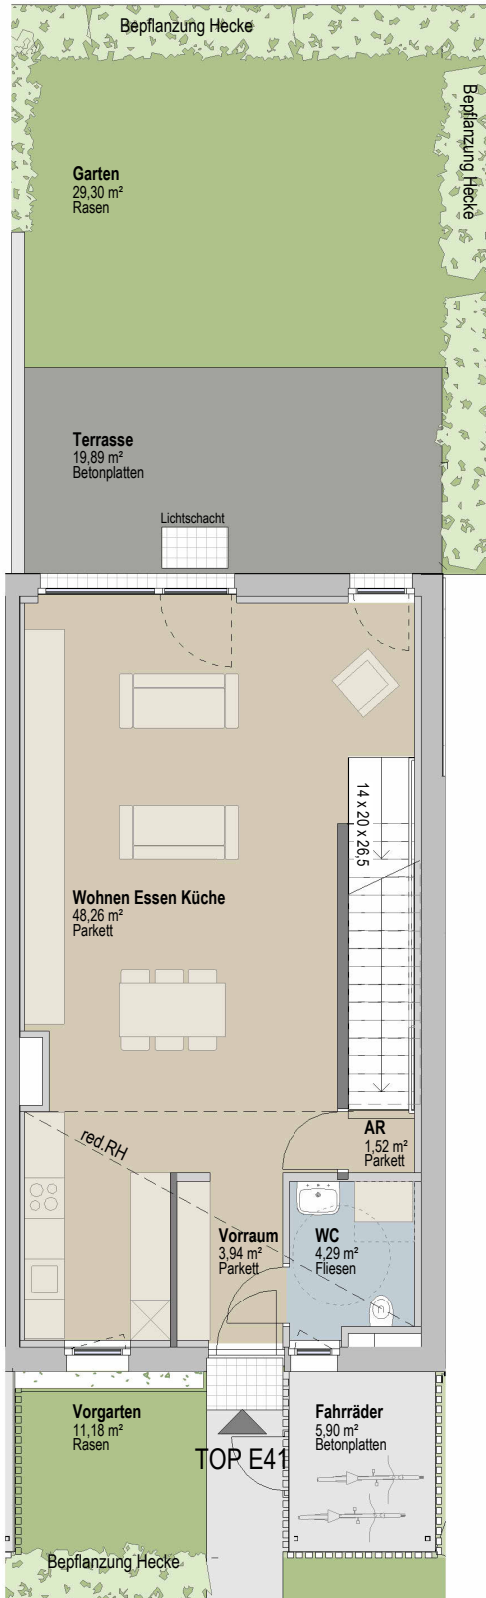 Bepflanzung Hecke
Bepflanzung Hecke
Garten
29,30 m²
Rasen
Terrasse
19,89 m²
Betonplatten
Lichtschacht
14 x 20 x 26,5
Wohnen Essen Küche
48,26 m²
Parkett
red.RH
AR
1,52 m²
Parkett
Vorraum
3,94 m²
Parkett
WC
4,29 m²
Fliesen
Vorgarten
11,18 m²
Rasen
Fahrräder
5,90 m²
Betonplatten
TOP E41
Bepflanzung Hecke